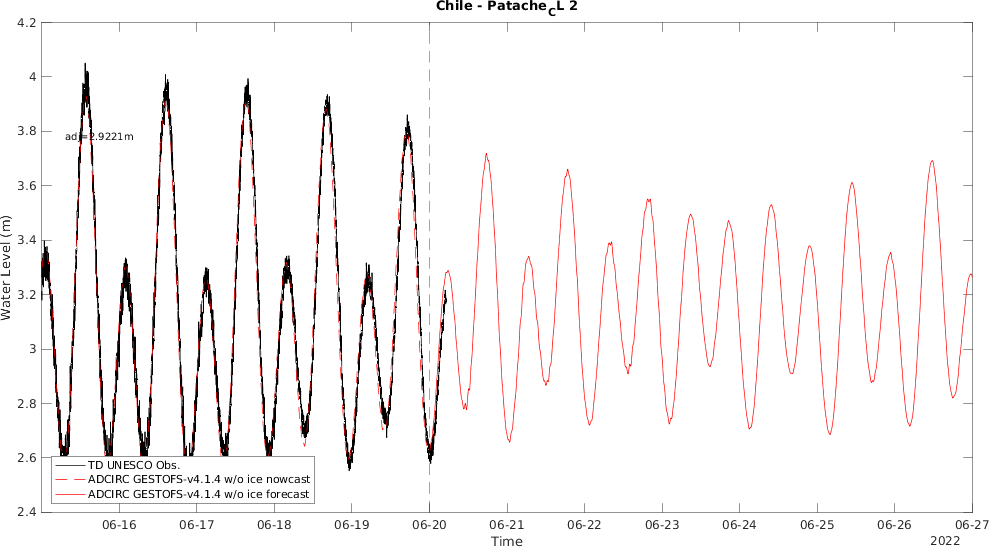 Chile - Patache_CL 2
4.2
4
3.8
3.6
3.4
3.2
3
2.8
2.6
2.4
Water Level (m)
adj=2.9221m
TD UNESCO Obs.
ADCIRC GESTOFS-v4.1.4 w/o ice nowcast
ADCIRC GESTOFS-v4.1.4 w/o ice forecast
06-16 06-17 06-18 06-19 06-20 06-21 06-22 06-23 06-24 06-25 06-26 06-27
Time
2022